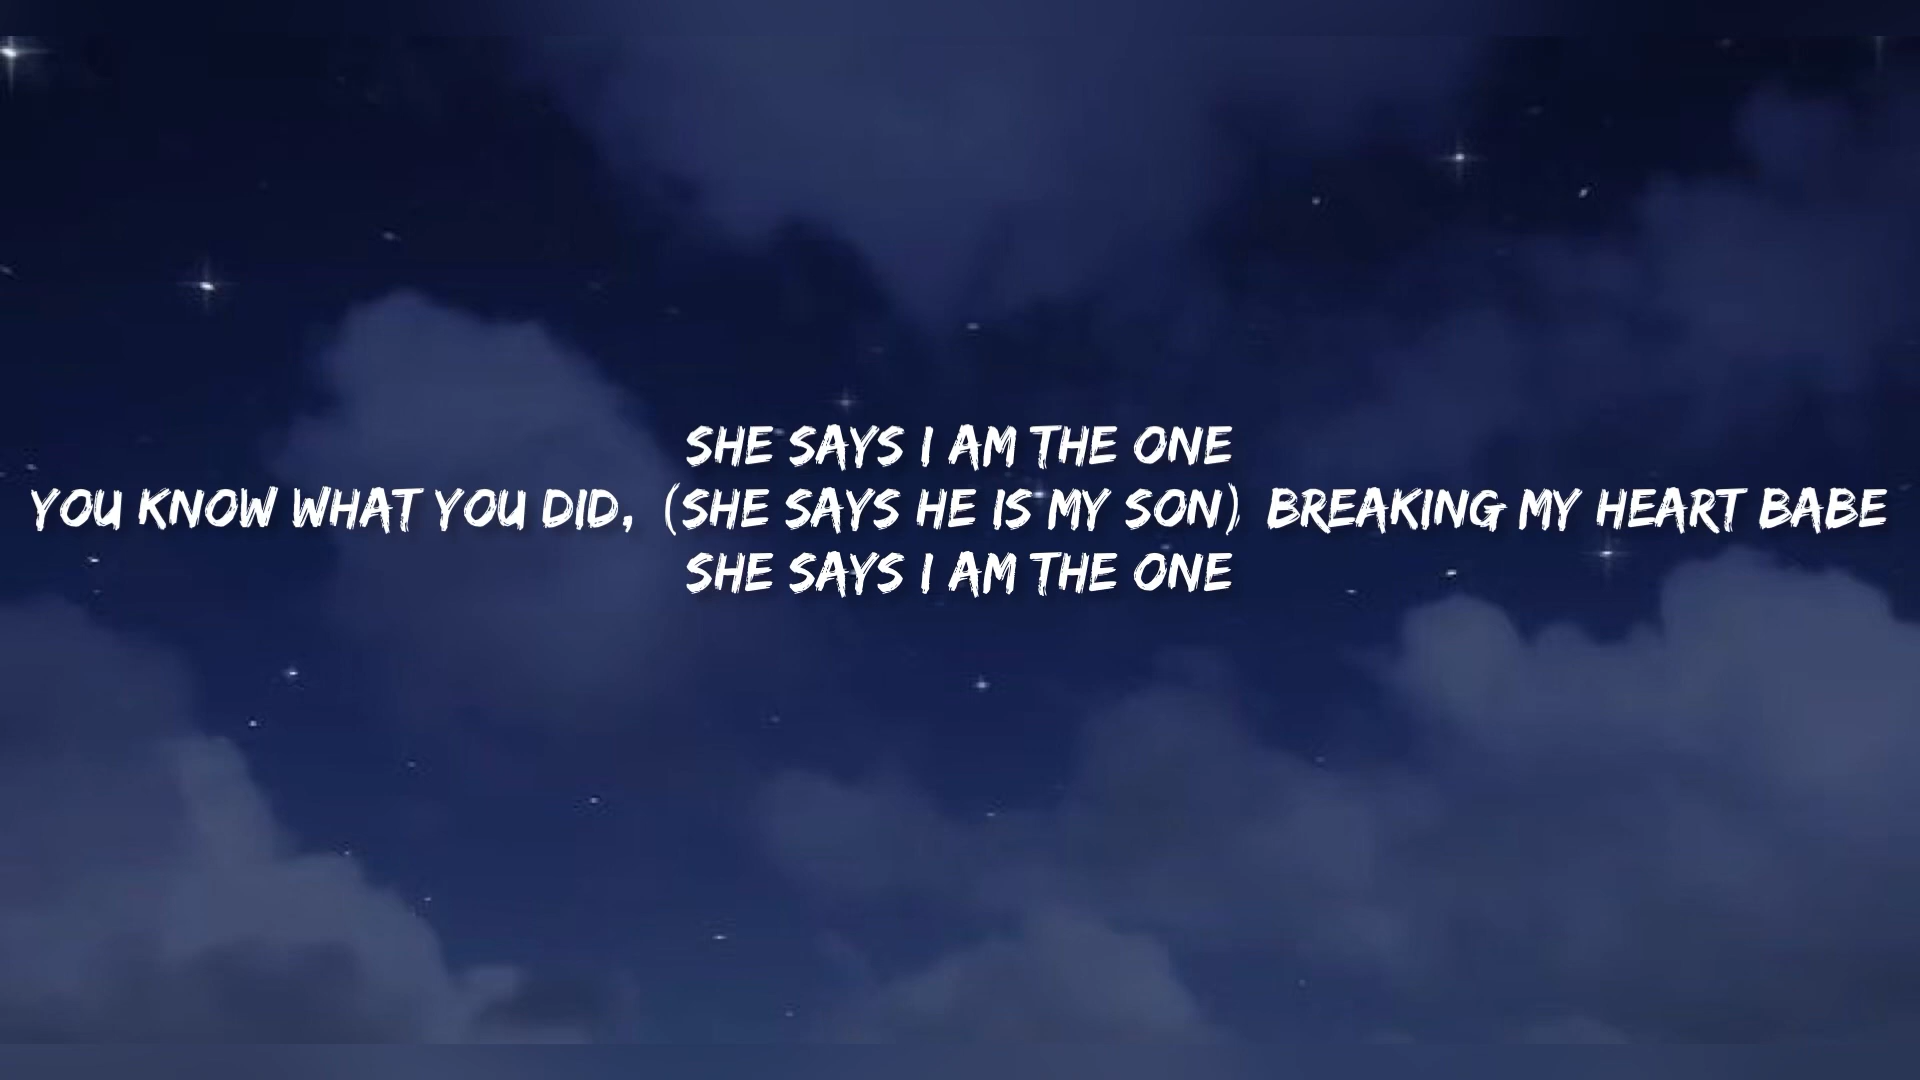 SHE SAYS I AM THE ONE
YOU KNOW WHAT YOU DID, (SHE SAYS HE IS MY SON) BREAKING MY HEART BABE
SHE SAYS I AM THE ONE